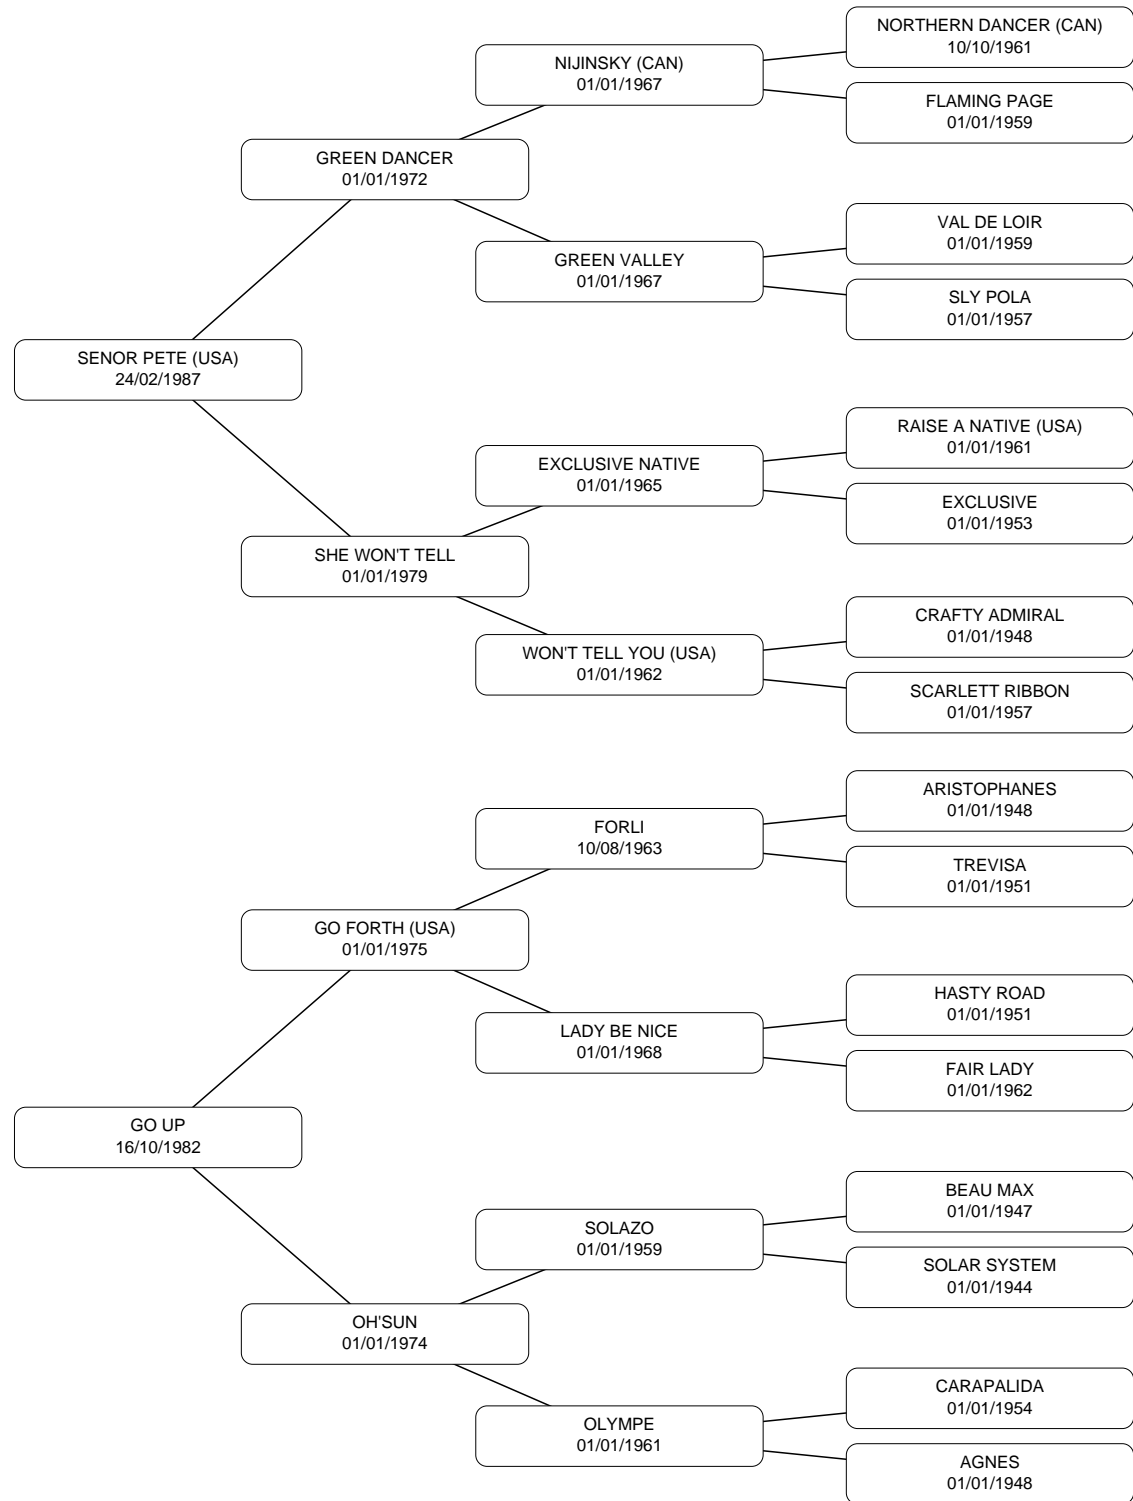 NORTHERN DANCER (CAN)
10/10/1961
NIJINSKY (CAN)
01/01/1967
FLAMING PAGE
01/01/1959
GREEN DANCER
01/01/1972
VAL DE LOIR
01/01/1959
GREEN VALLEY
01/01/1967
SLY POLA
01/01/1957
SENOR PETE (USA)
24/02/1987
RAISE A NATIVE (USA)
01/01/1961
EXCLUSIVE NATIVE
01/01/1965
EXCLUSIVE
01/01/1953
SHE WON'T TELL
01/01/1979
CRAFTY ADMIRAL
01/01/1948
WON'T TELL YOU (USA)
01/01/1962
SCARLETT RIBBON
01/01/1957
ARISTOPHANES
01/01/1948
FORLI
10/08/1963
TREVISA
01/01/1951
GO FORTH (USA)
01/01/1975
HASTY ROAD
01/01/1951
LADY BE NICE
01/01/1968
FAIR LADY
01/01/1962
GO UP
16/10/1982
BEAU MAX
01/01/1947
SOLAZO
01/01/1959
SOLAR SYSTEM
01/01/1944
OH'SUN
01/01/1974
CARAPALIDA
01/01/1954
OLYMPE
01/01/1961
AGNES
01/01/1948